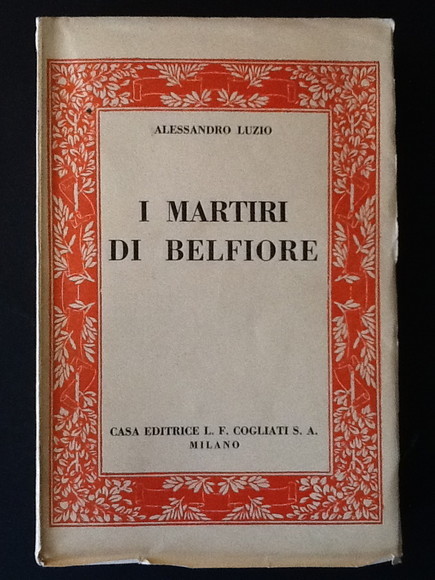 ALESSANDRO LUZIO
I MARTIRI
DI BELFIORE
CASA EDITRICE L. F. COGLIATI S. A.
MILANO